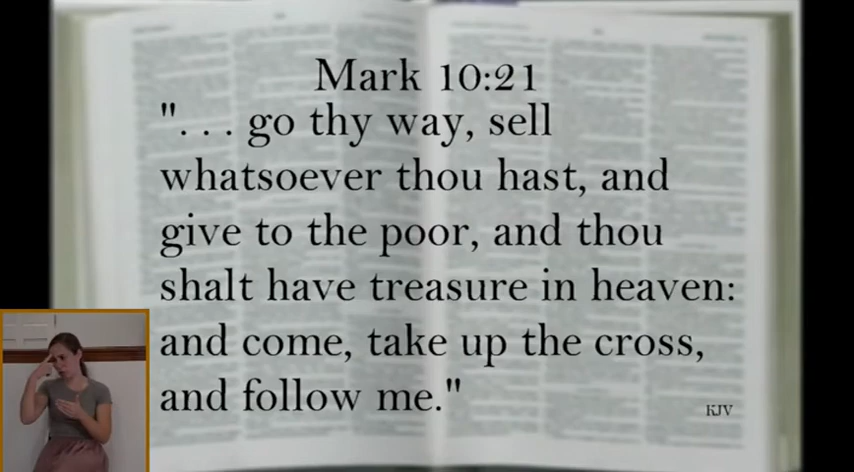 Mark 10:21
". . . go thy way, sell
whatsoever thou hast, and
give to the poor, and thou
shalt have treasure in heaven:
and come, take up the cross,
and follow me."
KJV